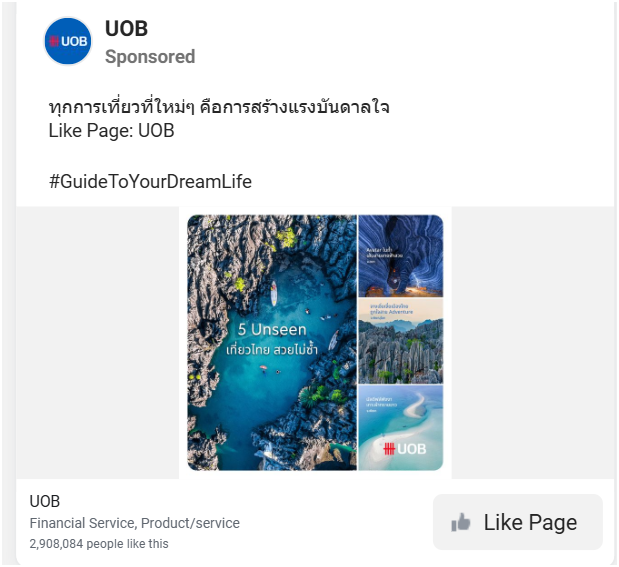 UOB
UOB
Sponsored
ทุกการเที่ยวที่ใหม่ๆ คือการสร้างแรงบันดาลใจ
Like Page: UOB
#GuideToYourDreamLife
5 Unseen
เที่ยวไทย สวยไม่ซ้ำ
UOB
UOB
Financial Service, Product/service
2,908,084 people like this
Like Page